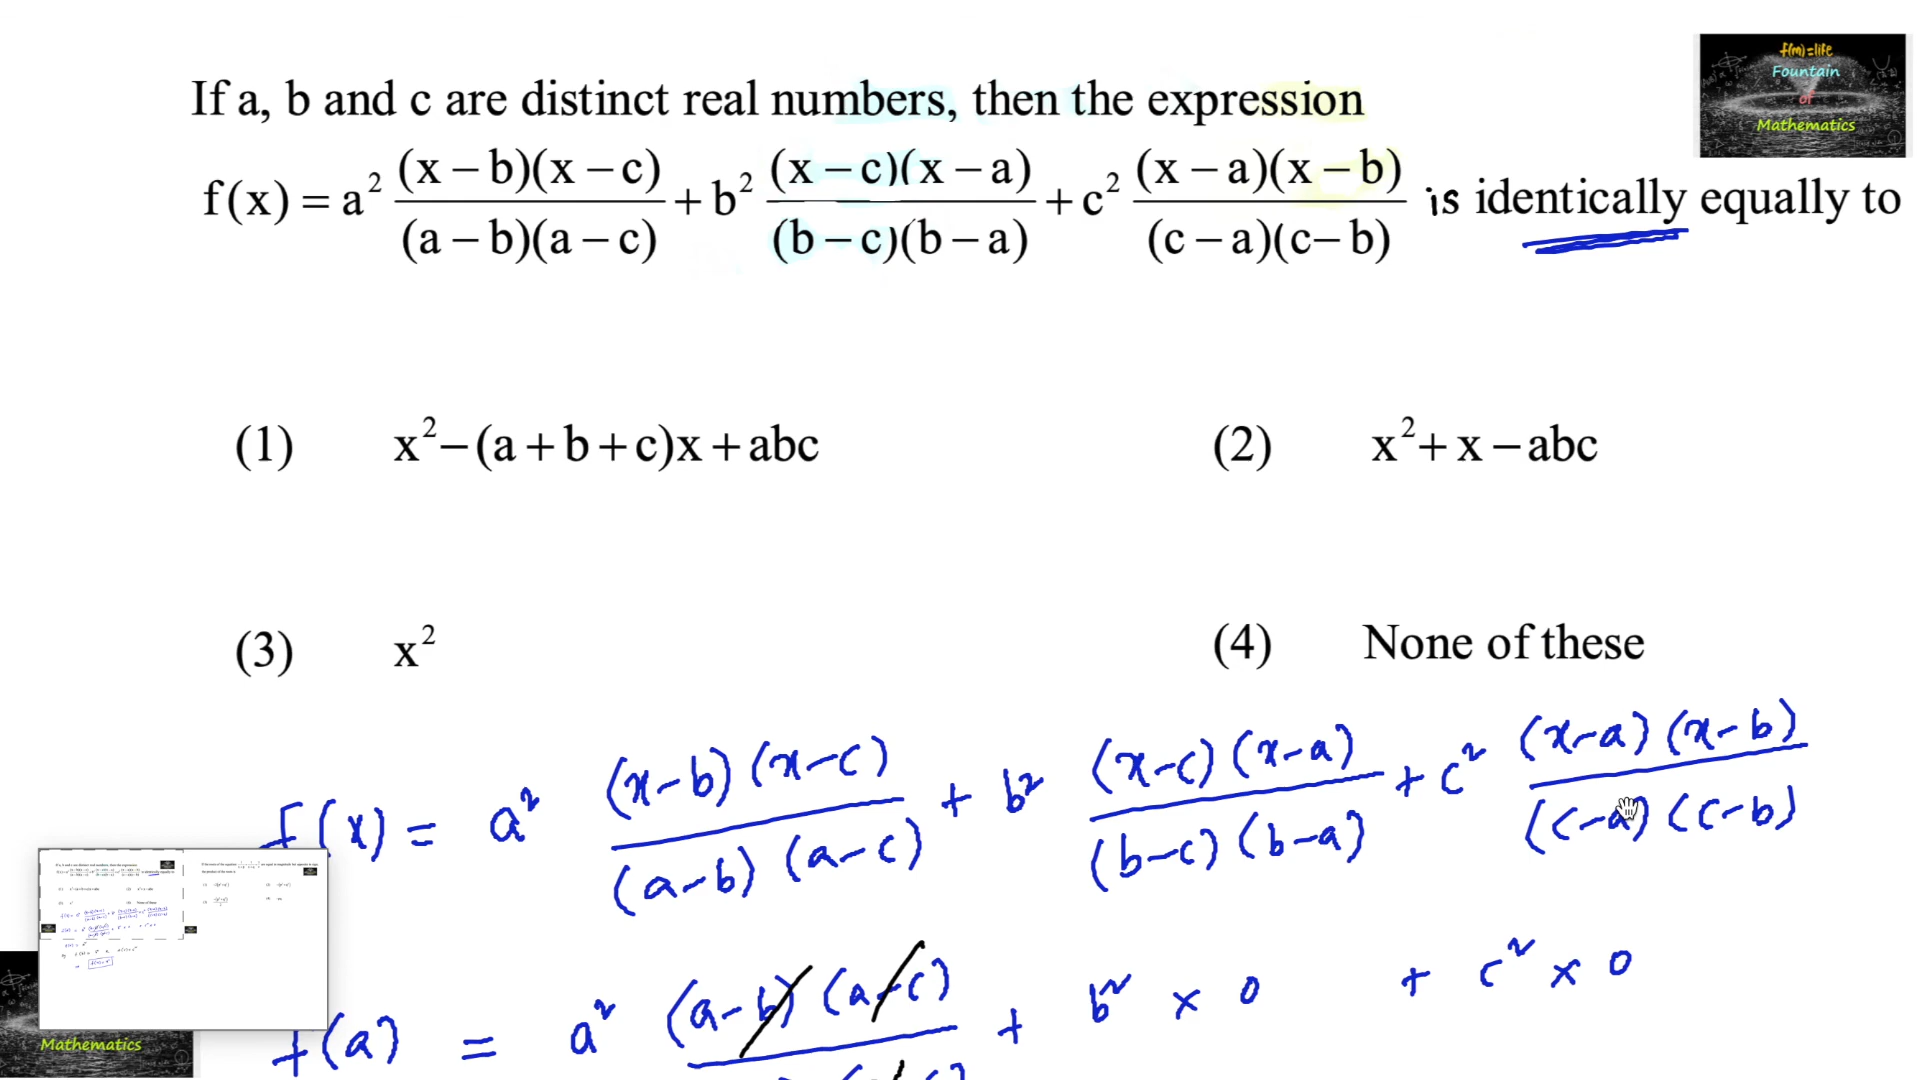 f(m)=life
Fountain
of
Mathematics
If a, b and c are distinct real numbers, then the expression
f(x) = a² (x – b)(x – c) / (a – b)(a – c) + b² (x – c)(x – a) / (b – c)(b – a) + c² (x – a)(x – b) / (c – a)(c – b) is identically equally to
(1) x² – (a + b + c)x + abc
(2) x² + x – abc
(3) x²
(4) None of these
f(x) = a² (x-b)(x-c) / (a-b)(a-c) + b² (x-c)(x-a) / (b-c)(b-a) + c² (x-a)(x-b) / (c-a)(c-b)
f(a) = a² (a-b)(a-c) + b² × 0 + c² × 0
Mathematics